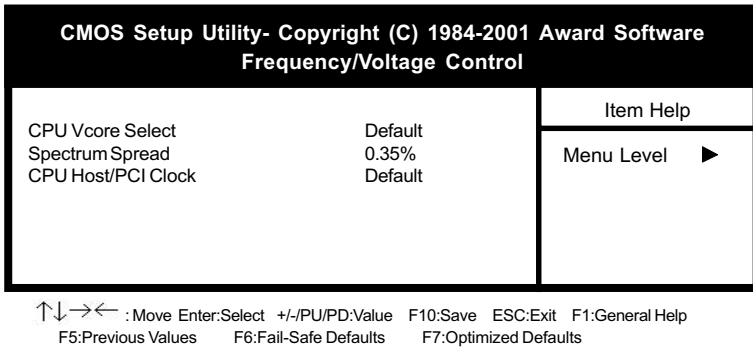 CMOS Setup Utility- Copyright (C) 1984-2001 Award Software
Frequency/Voltage Control
Item Help
CPU Vcore Select Default
Spectrum Spread 0.35%
CPU Host/PCI Clock Default
Menu Level ▶
↑↓→← : Move Enter:Select +/-/PU/PD:Value F10:Save ESC:Exit F1:General Help
F5:Previous Values F6:Fail-Safe Defaults F7:Optimized Defaults